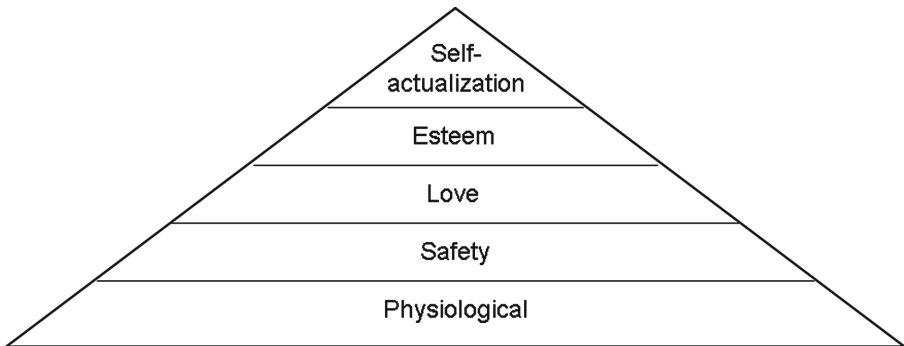 Self-
actualization
Esteem
Love
Safety
Physiological